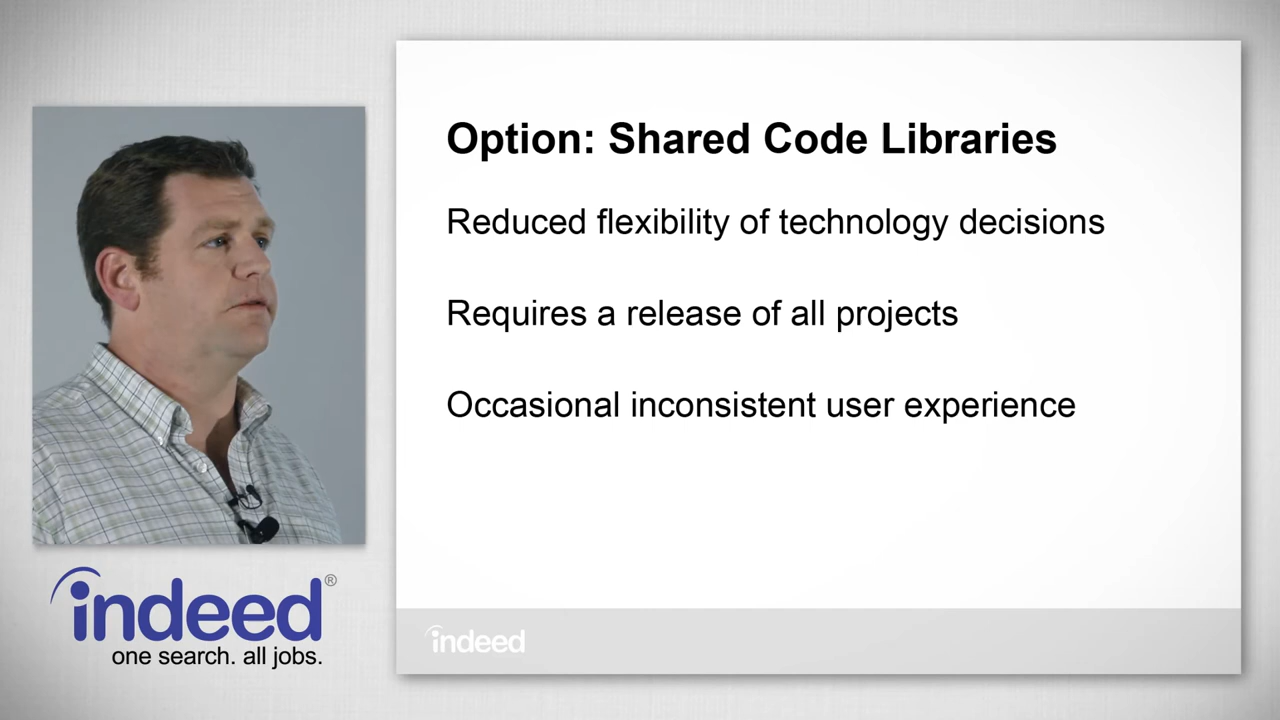 Option: Shared Code Libraries
Reduced flexibility of technology decisions
Requires a release of all projects
Occasional inconsistent user experience
indeed®
one search. all jobs.
indeed